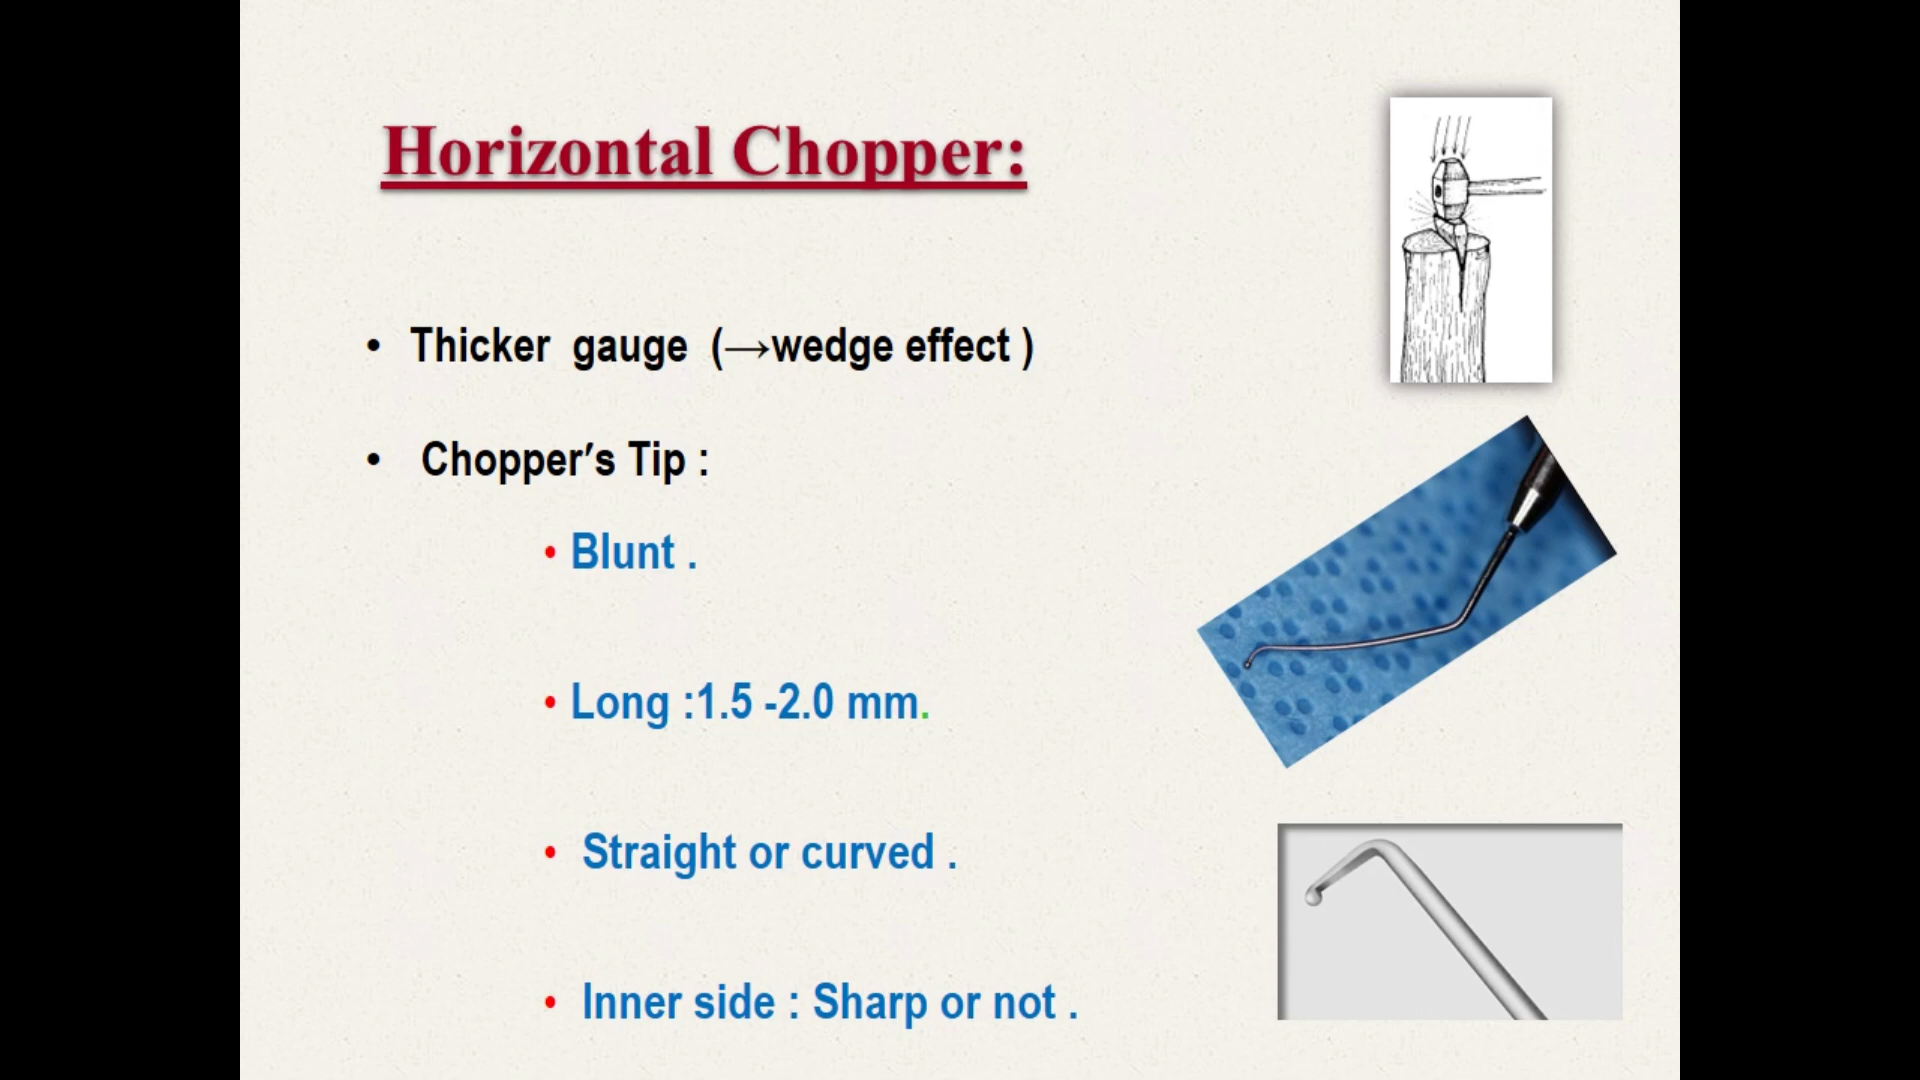 Horizontal Chopper:
• Thicker gauge (→wedge effect )
• Chopper′s Tip :
• Blunt .
• Long :1.5 -2.0 mm.
• Straight or curved .
• Inner side : Sharp or not .